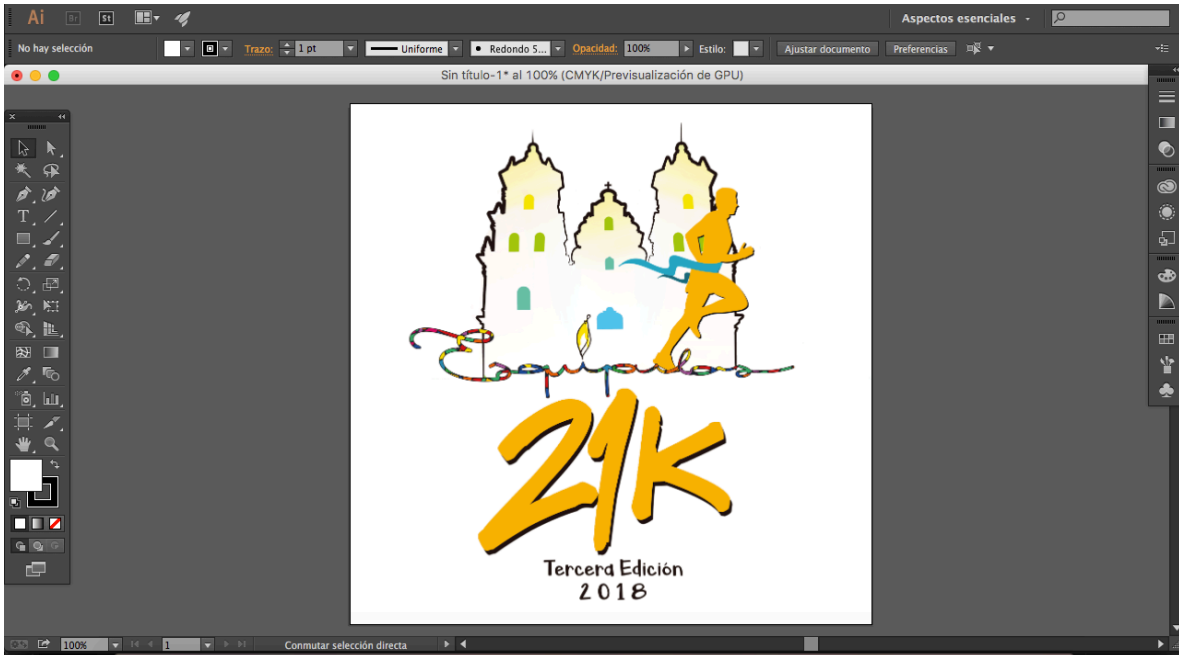 Ai Br St Aspectos esenciales
No hay selección Trazo: 1 pt Uniforme Redondo 5... Opacidad: 100% Estilo: Ajustar documento Preferencias
Sin título-1* al 100% (CMYK/Previsualización de GPU)
Esquipulas
21K
Tercera Edición
2018
100% 1 Conmutar selección directa